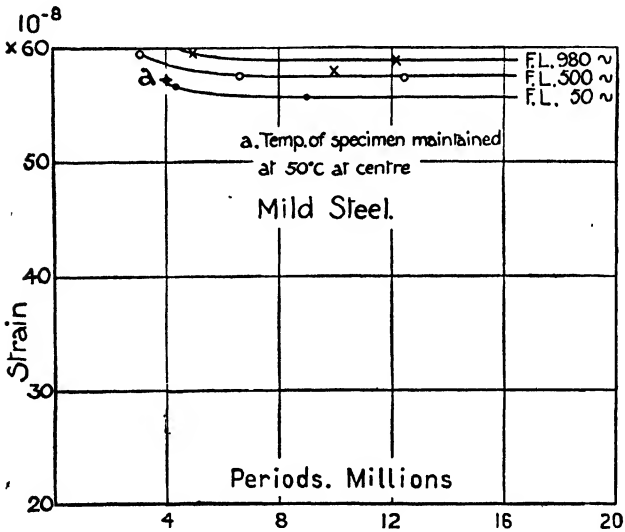 10⁻⁸
× 60
F.L. 980 ~
F.L. 500 ~
F.L. 50 ~
a
a. Temp. of specimen maintained
at 50°C at centre
50
Mild Steel.
40
Strain
30
Periods. Millions
20
4 8 12 16 20